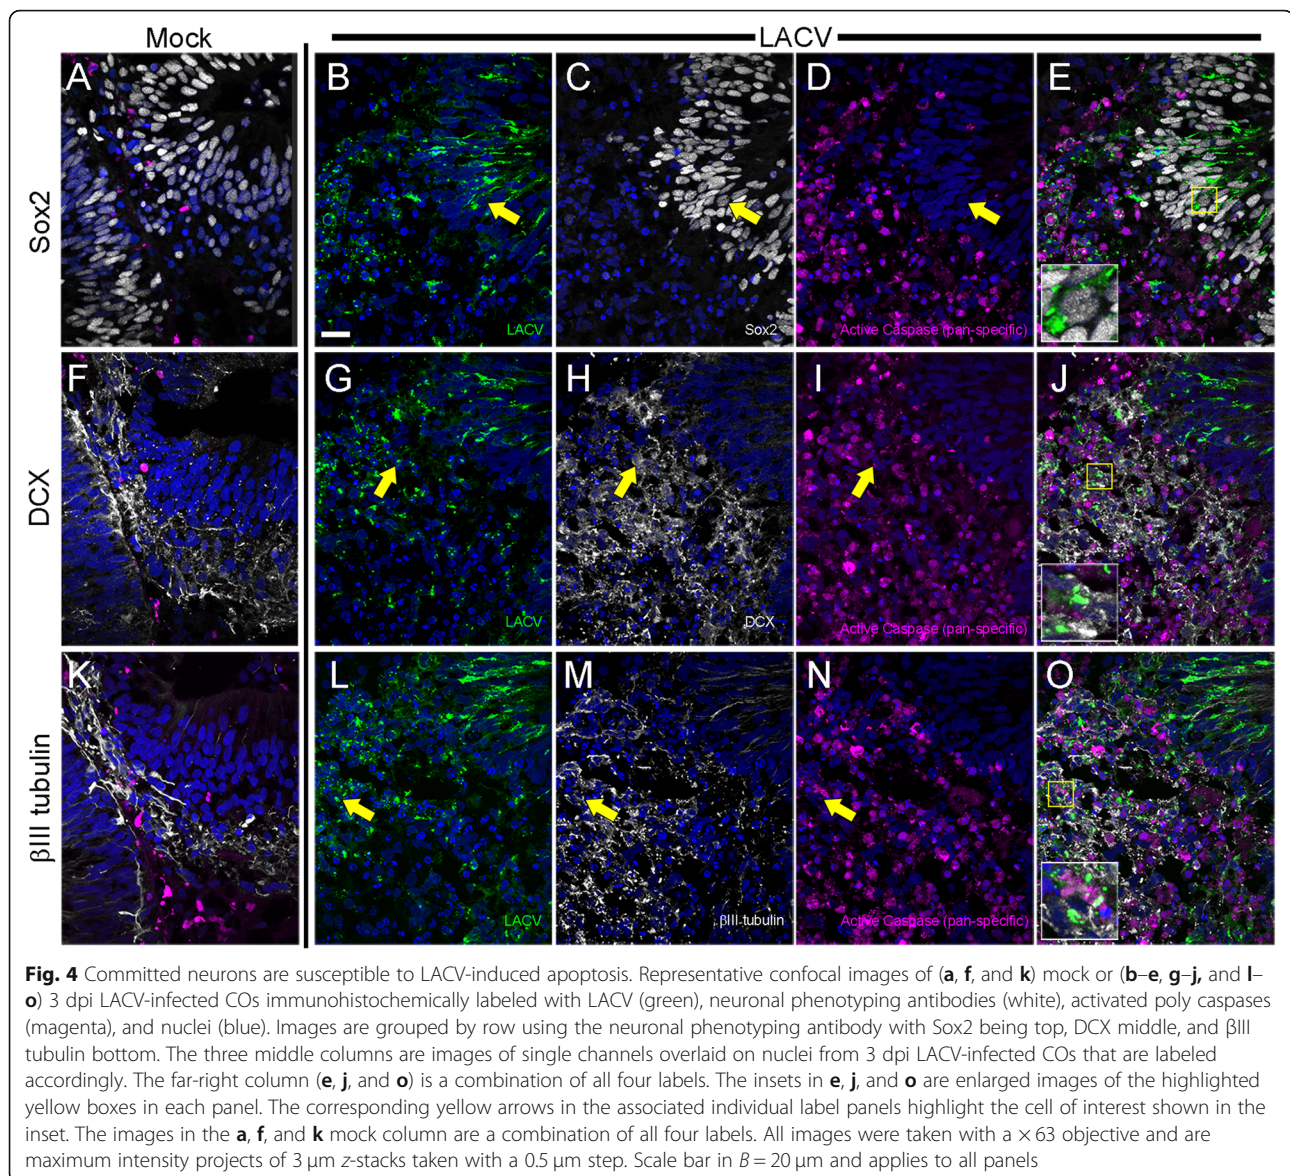 Mock
LACV
Sox2
A
B
C
D
E
LACV
Sox2
Active Caspase (pan-specific)
DCX
F
G
H
I
J
LACV
DCX
Active Caspase (pan-specific)
βIII tubulin
K
L
M
N
O
LACV
βIII tubulin
Active Caspase (pan-specific)
Fig. 4 Committed neurons are susceptible to LACV-induced apoptosis. Representative confocal images of (a, f, and k) mock or (b–e, g–j, and l–
o) 3 dpi LACV-infected COs immunohistochemically labeled with LACV (green), neuronal phenotyping antibodies (white), activated poly caspases
(magenta), and nuclei (blue). Images are grouped by row using the neuronal phenotyping antibody with Sox2 being top, DCX middle, and βIII
tubulin bottom. The three middle columns are images of single channels overlaid on nuclei from 3 dpi LACV-infected COs that are labeled
accordingly. The far-right column (e, j, and o) is a combination of all four labels. The insets in e, j, and o are enlarged images of the highlighted
yellow boxes in each panel. The corresponding yellow arrows in the associated individual label panels highlight the cell of interest shown in the
inset. The images in the a, f, and k mock column are a combination of all four labels. All images were taken with a × 63 objective and are
maximum intensity projects of 3 μm z-stacks taken with a 0.5 μm step. Scale bar in B = 20 μm and applies to all panels